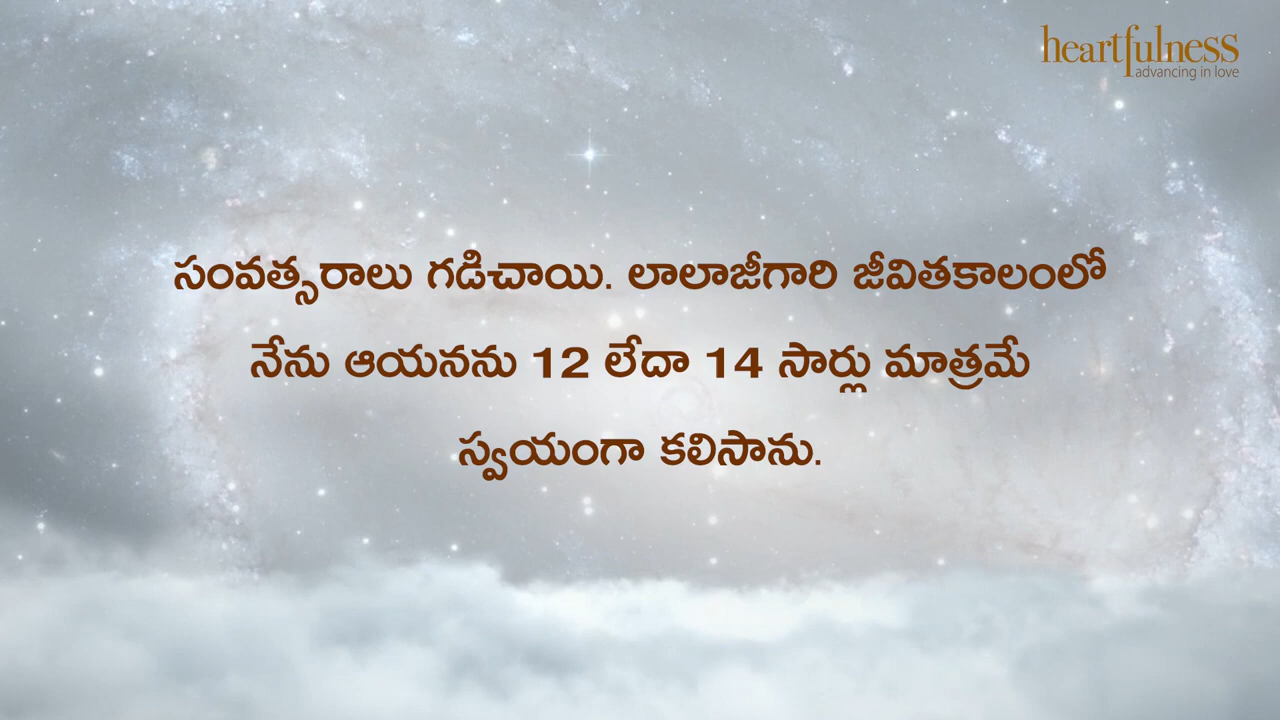 heartfulness
advancing in love
సంవత్సరాలు గడిచాయి. లాలాజీగారి జీవితకాలంలో
నేను ఆయనను 12 లేదా 14 సార్లు మాత్రమే
స్వయంగా కలిసాను.